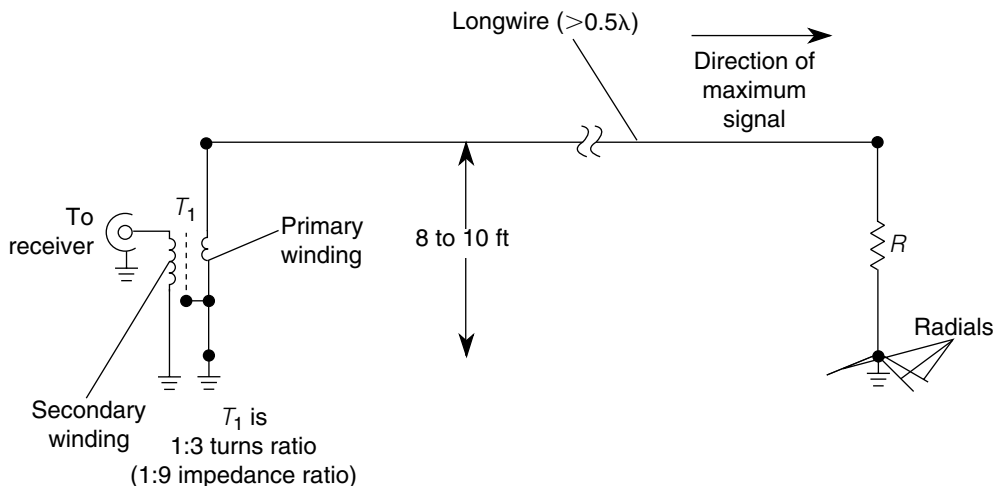 Longwire (>0.5λ)
Direction of
maximum
signal
To
receiver
T1
Primary
winding
8 to 10 ft
R
Radials
Secondary
winding
T1 is
1:3 turns ratio
(1:9 impedance ratio)